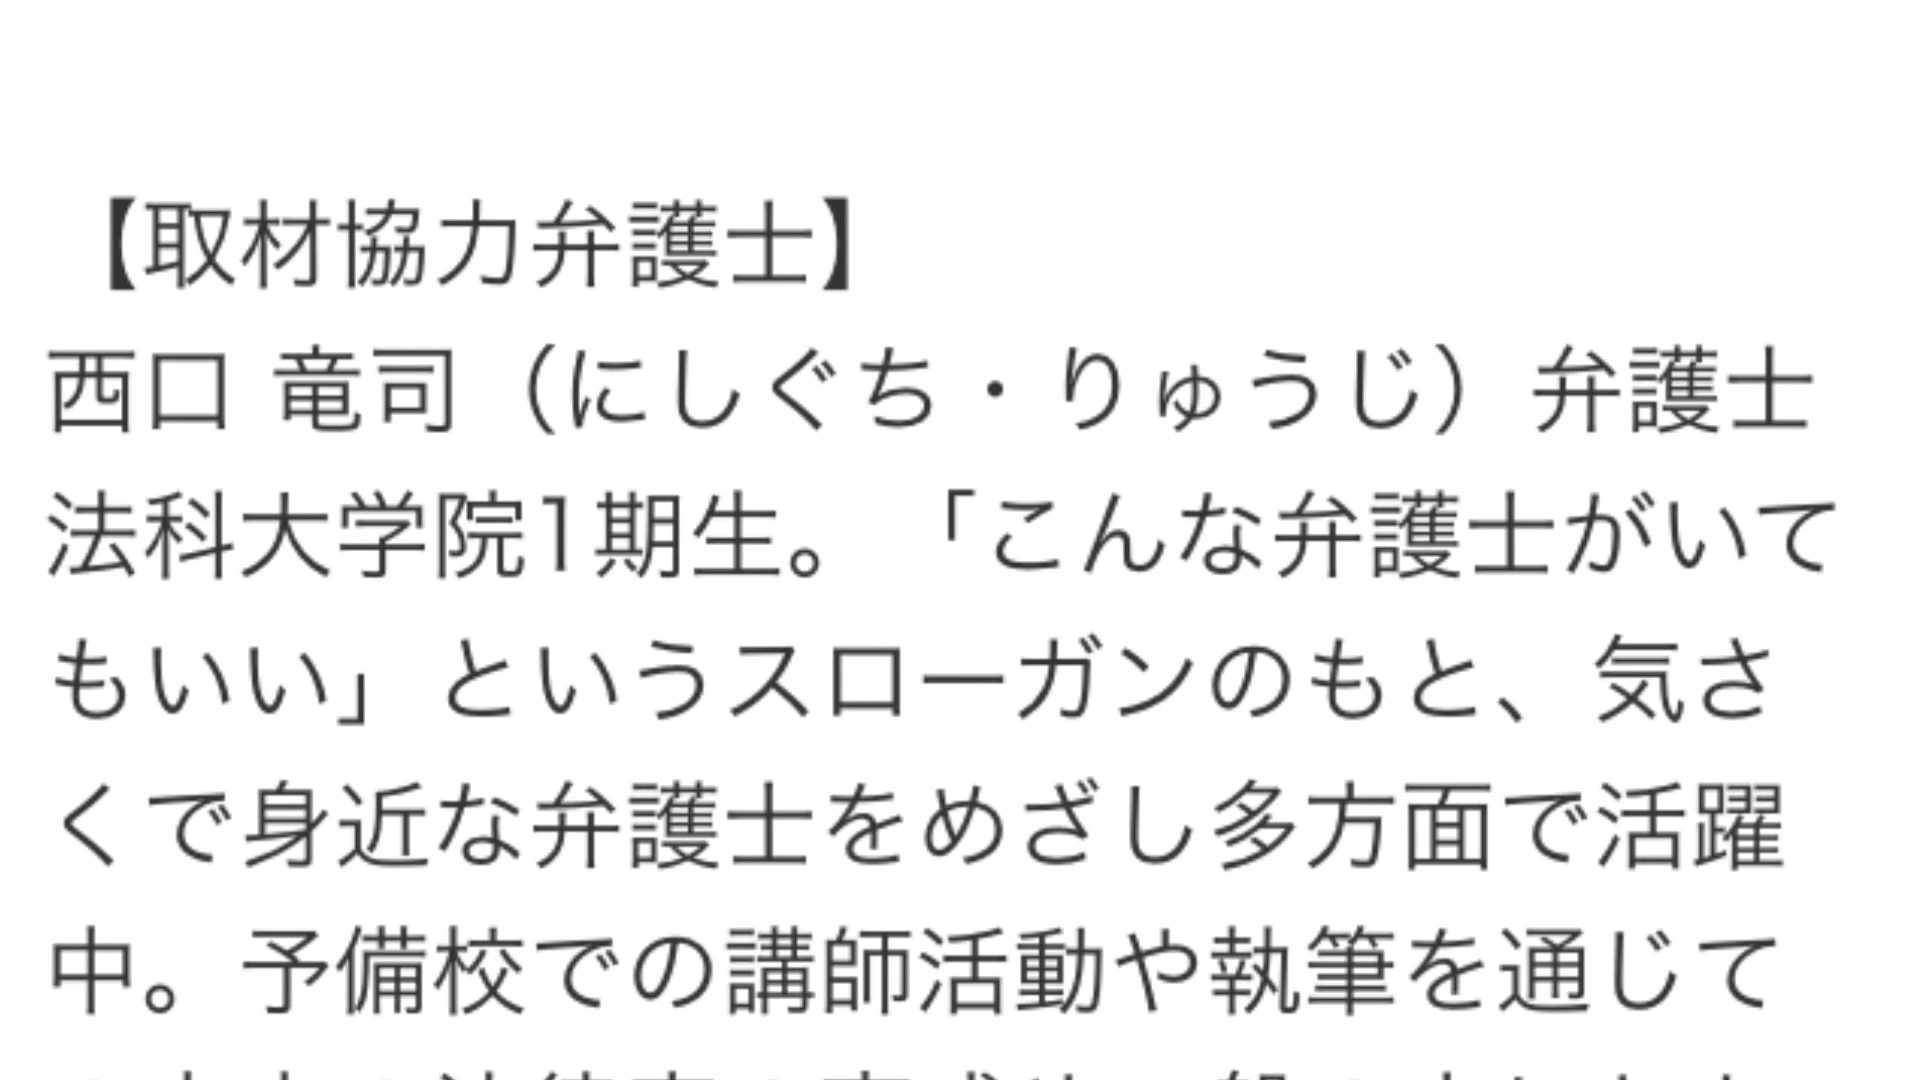 【取材協力弁護士】
西口 竜司（にしぐち・りゅうじ）弁護士
法科大学院1期生。「こんな弁護士がいて
もいい」というスローガンのもと、気さ
くで身近な弁護士をめざし多方面で活躍
中。予備校での講師活動や執筆を通じて